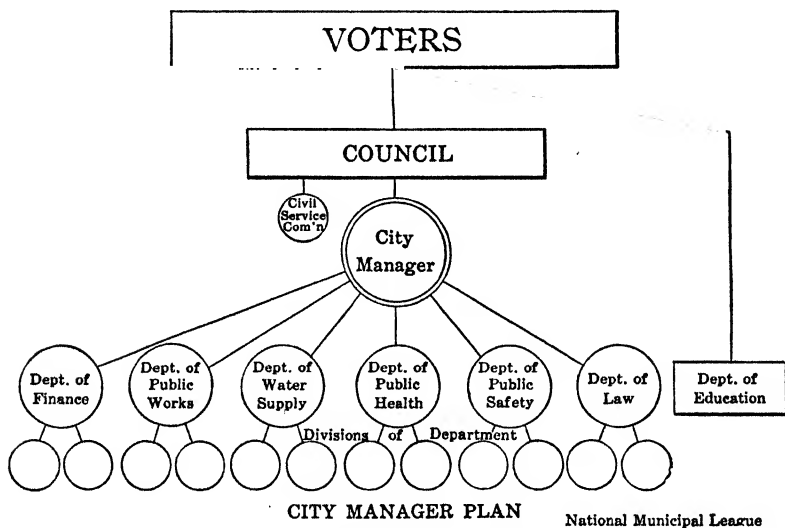 VOTERS
COUNCIL
Civil
Service
Com'n
City
Manager
Dept. of
Finance
Dept. of
Public
Works
Dept. of
Water
Supply
Dept. of
Public
Health
Dept. of
Public
Safety
Dept. of
Law
Dept. of
Education
Divisions of Department
CITY MANAGER PLAN
National Municipal League